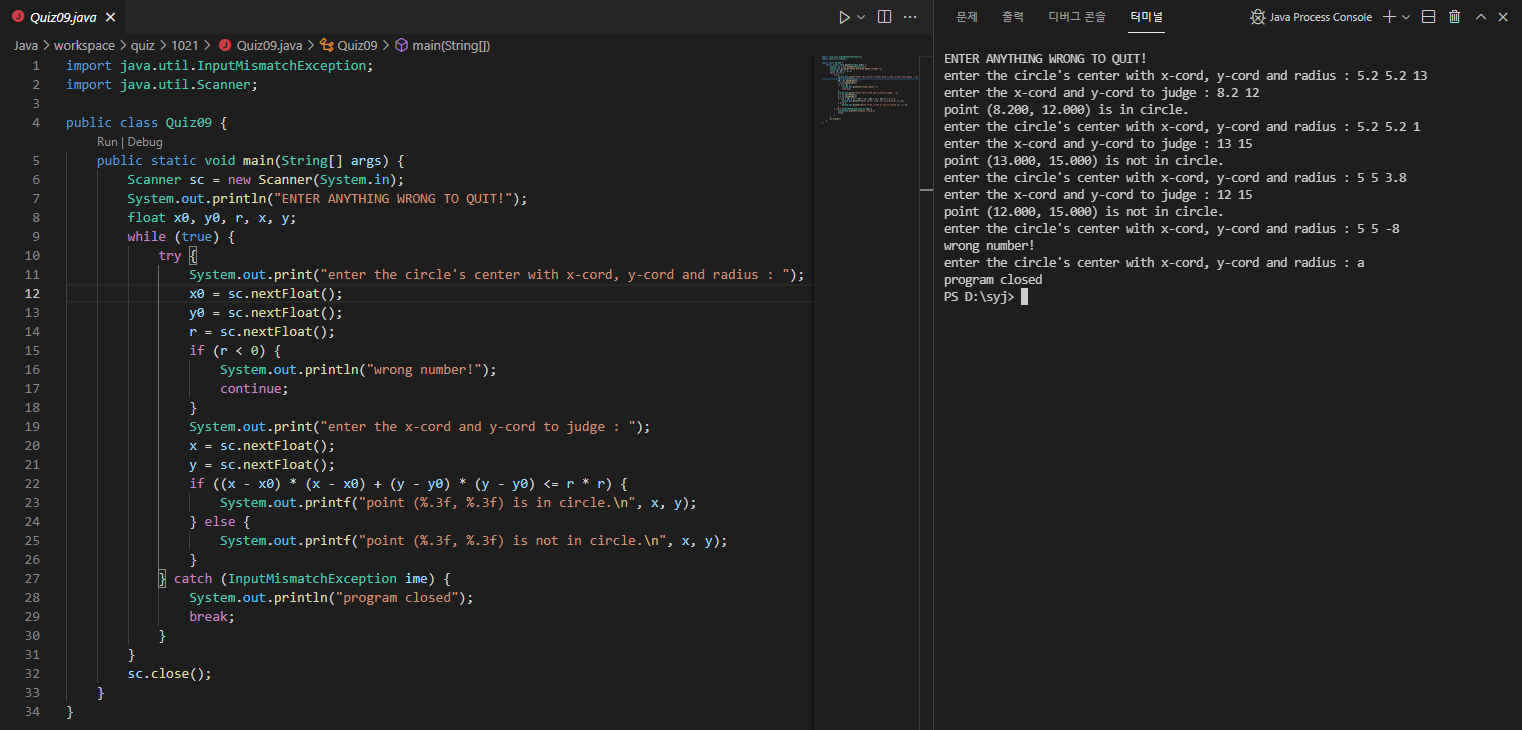 Quiz09.java
Java > workspace > quiz > 1021 > Quiz09.java > Quiz09 > main(String[])
1 import java.util.InputMismatchException;
2 import java.util.Scanner;
3
4 public class Quiz09 {
Run | Debug
5 public static void main(String[] args) {
6 Scanner sc = new Scanner(System.in);
7 System.out.println("ENTER ANYTHING WRONG TO QUIT!");
8 float x0, y0, r, x, y;
9 while (true) {
10 try {
11 System.out.print("enter the circle's center with x-cord, y-cord and radius : ");
12 x0 = sc.nextFloat();
13 y0 = sc.nextFloat();
14 r = sc.nextFloat();
15 if (r < 0) {
16 System.out.println("wrong number!");
17 continue;
18 }
19 System.out.print("enter the x-cord and y-cord to judge : ");
20 x = sc.nextFloat();
21 y = sc.nextFloat();
22 if ((x - x0) * (x - x0) + (y - y0) * (y - y0) <= r * r) {
23 System.out.printf("point (%.3f, %.3f) is in circle.\n", x, y);
24 } else {
25 System.out.printf("point (%.3f, %.3f) is not in circle.\n", x, y);
26 }
27 } catch (InputMismatchException ime) {
28 System.out.println("program closed");
29 break;
30 }
31 }
32 sc.close();
33 }
34 }
문제 출력 디버그 콘솔 터미널 Java Process Console
ENTER ANYTHING WRONG TO QUIT!
enter the circle's center with x-cord, y-cord and radius : 5.2 5.2 13
enter the x-cord and y-cord to judge : 8.2 12
point (8.200, 12.000) is in circle.
enter the circle's center with x-cord, y-cord and radius : 5.2 5.2 1
enter the x-cord and y-cord to judge : 13 15
point (13.000, 15.000) is not in circle.
enter the circle's center with x-cord, y-cord and radius : 5 5 3.8
enter the x-cord and y-cord to judge : 12 15
point (12.000, 15.000) is not in circle.
enter the circle's center with x-cord, y-cord and radius : 5 5 -8
wrong number!
enter the circle's center with x-cord, y-cord and radius : a
program closed
PS D:\syj>